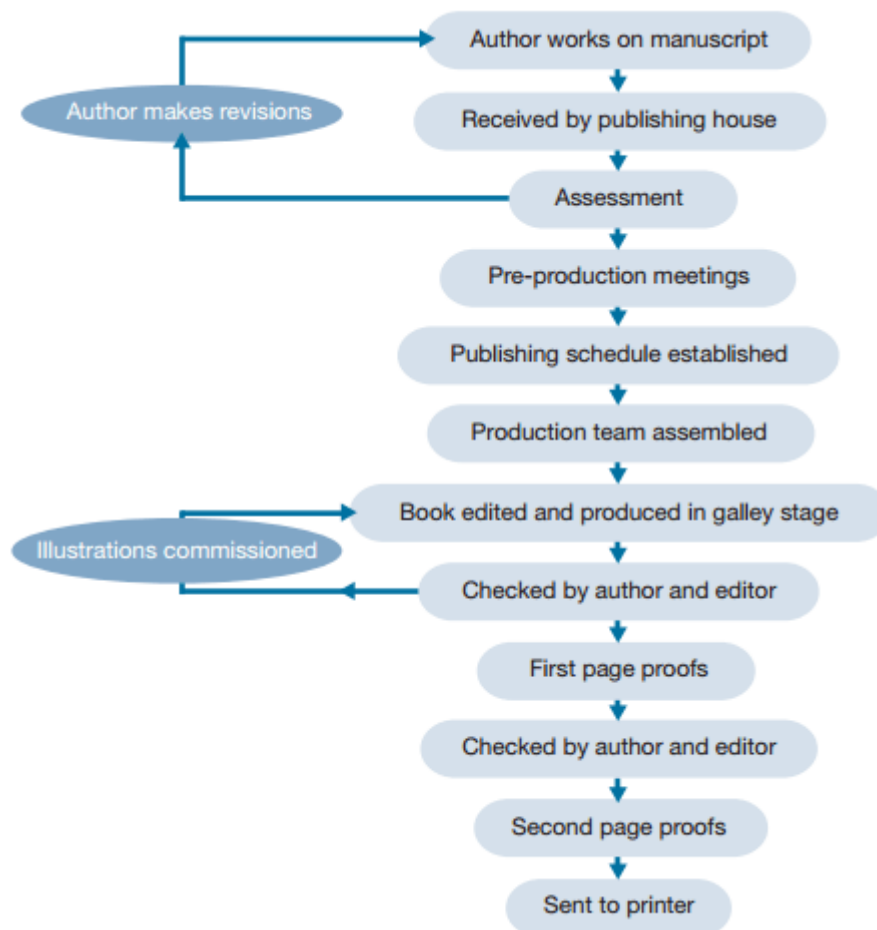 Author works on manuscript
Author makes revisions
Received by publishing house
Assessment
Pre-production meetings
Publishing schedule established
Production team assembled
Book edited and produced in galley stage
Illustrations commissioned
Checked by author and editor
First page proofs
Checked by author and editor
Second page proofs
Sent to printer